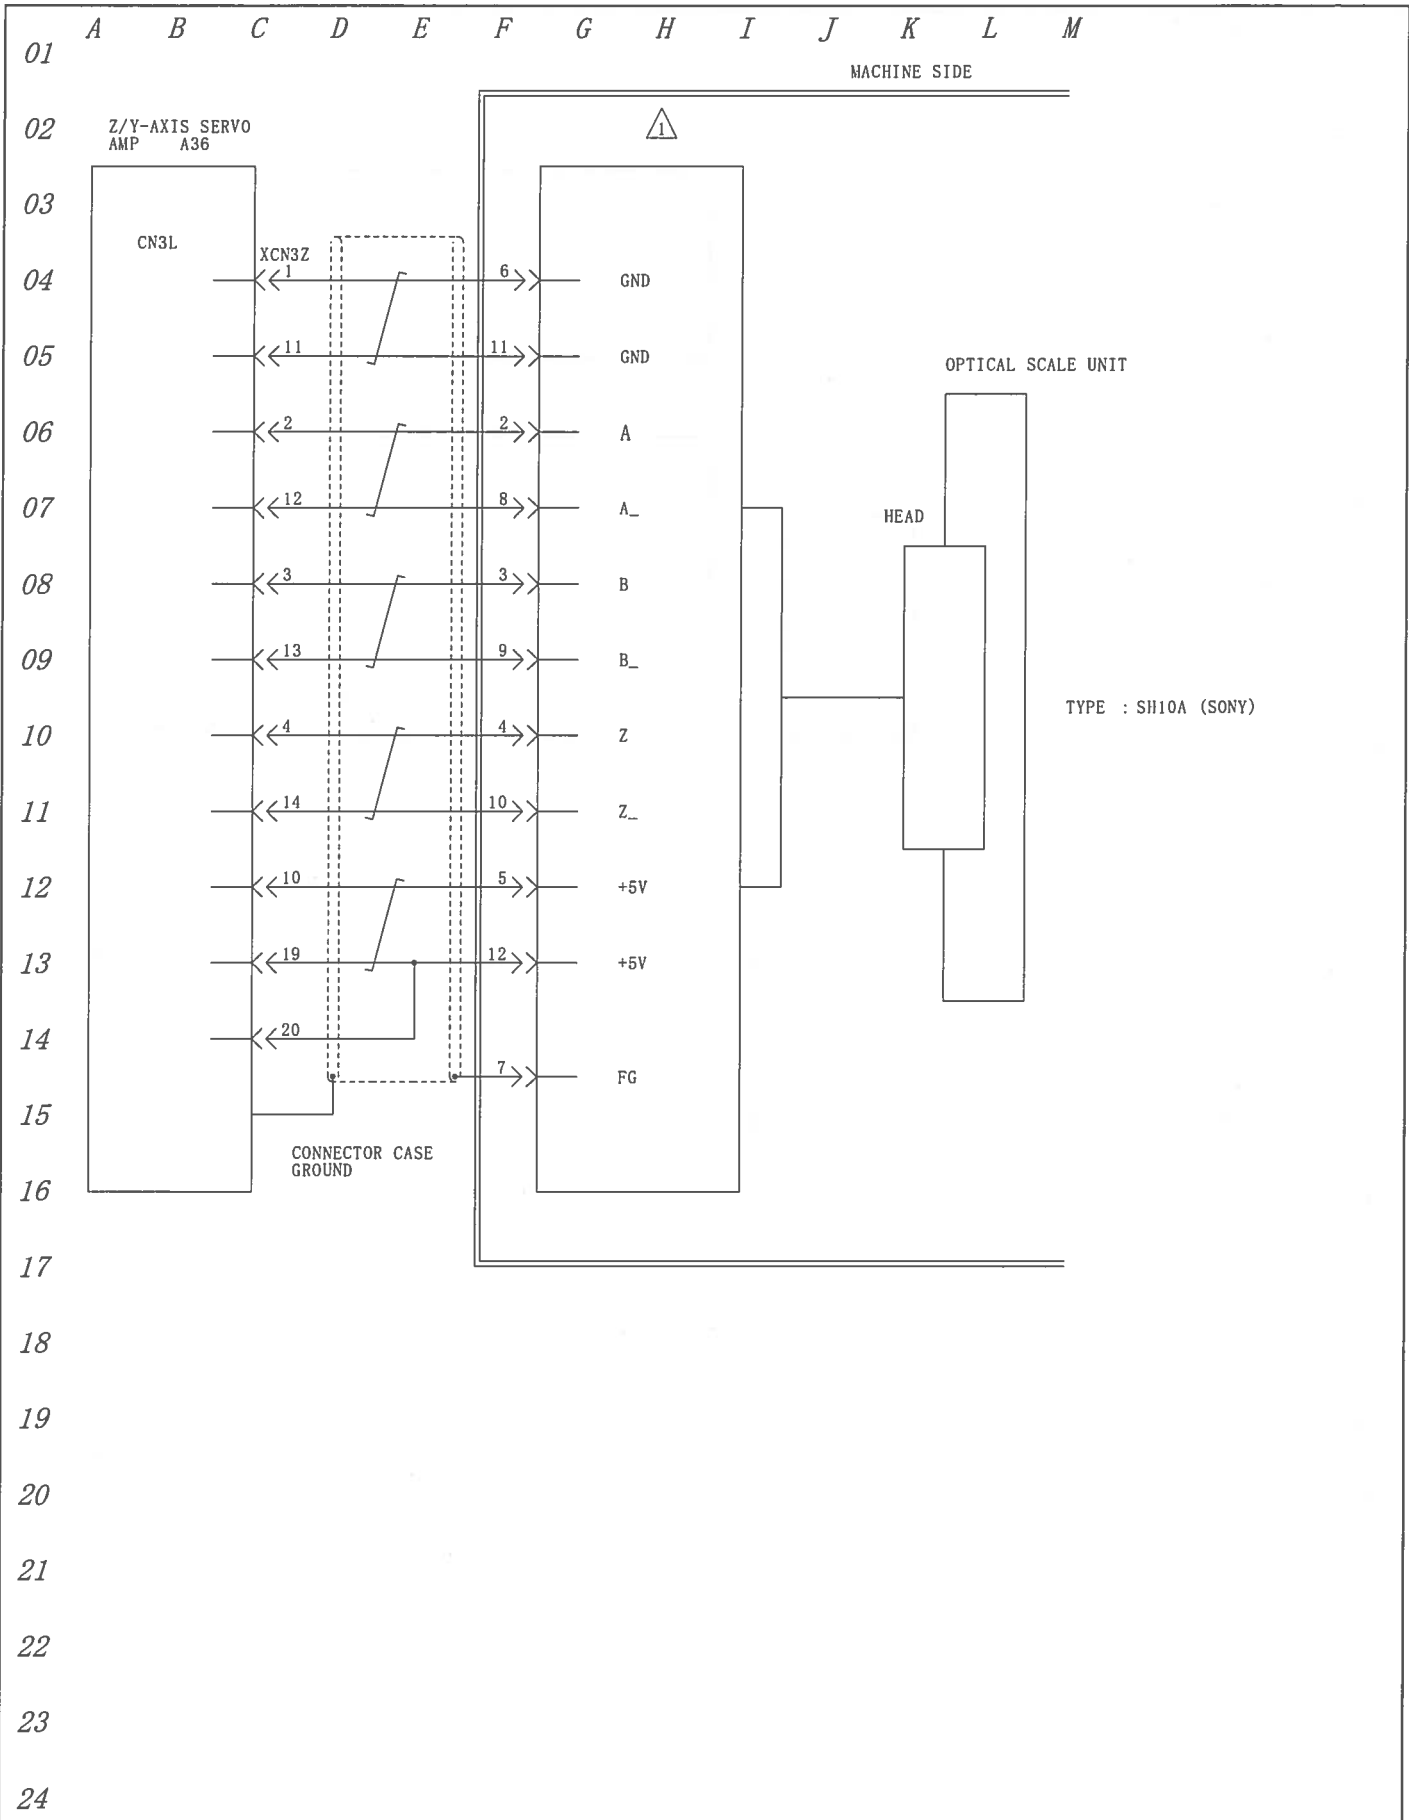 A B C D E F G H I J K L M
01
MACHINE SIDE
02
Z/Y-AXIS SERVO
AMP A36
1
03
CN3L
XCN3Z
04
1 6 GND
05
11 11 GND
OPTICAL SCALE UNIT
06
2 2 A
07
12 8 A_
HEAD
08
3 3 B
09
13 9 B_
TYPE : SH10A (SONY)
10
4 4 Z
11
14 10 Z_
12
10 5 +5V
13
19 12 +5V
14
20
7 FG
15
CONNECTOR CASE
GROUND
16
17
18
19
20
21
22
23
24